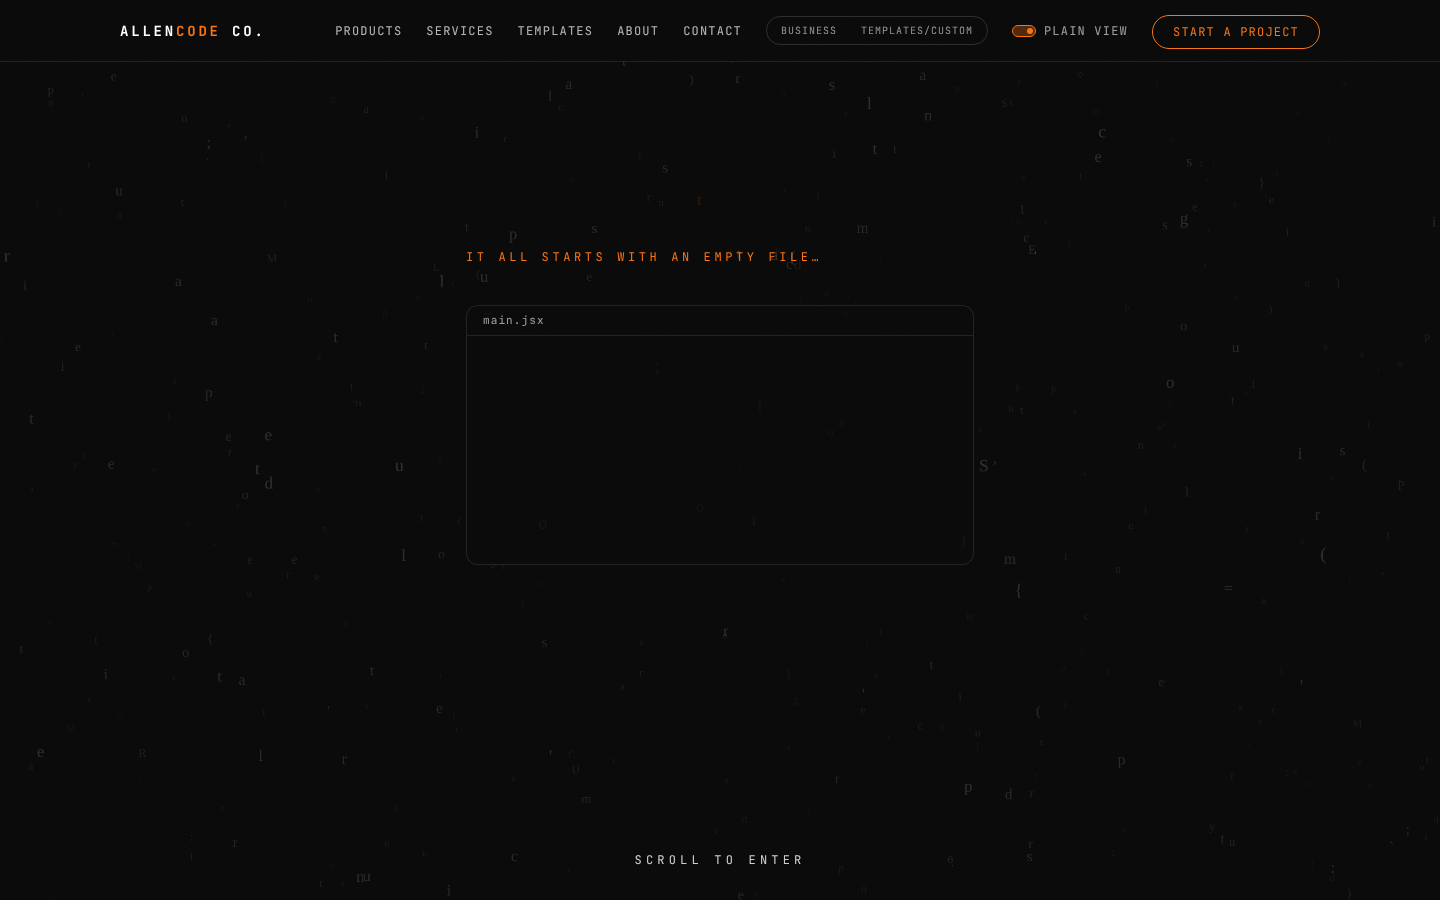 ALLENCODE CO.
PRODUCTS SERVICES TEMPLATES ABOUT CONTACT BUSINESS TEMPLATES/CUSTOM PLAIN VIEW START A PROJECT
IT ALL STARTS WITH AN EMPTY FILE…
main.jsx
SCROLL TO ENTER